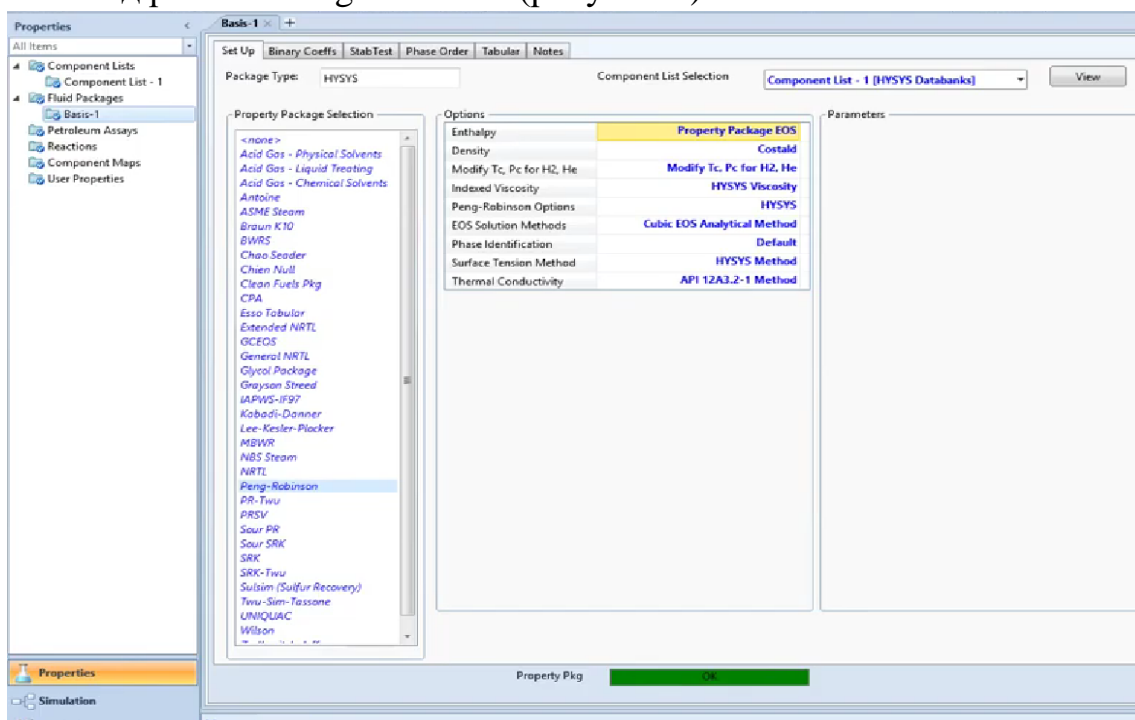 Properties <
All Items
Component Lists
Component List - 1
Fluid Packages
Basis-1
Petroleum Assays
Reactions
Component Maps
User Properties
Properties
Simulation
Basis-1 × +
Set Up Binary Coeffs StabTest Phase Order Tabular Notes
Package Type: HYSYS Component List Selection Component List - 1 [HYSYS Databanks] View
Property Package Selection
<none>
Acid Gas - Physical Solvents
Acid Gas - Liquid Treating
Acid Gas - Chemical Solvents
Antoine
ASME Steam
Braun K10
BWRS
Chao Seader
Chien Null
Clean Fuels Pkg
CPA
Esso Tabular
Extended NRTL
GCEOS
General NRTL
Glycol Package
Grayson Streed
IAPWS-IF97
Kabadi-Danner
Lee-Kesler-Plocker
MBWR
NBS Steam
NRTL
Peng-Robinson
PR-Twu
PRSV
Sour PR
Sour SRK
SRK
SRK-Twu
Sulsim (Sulfur Recovery)
Twu-Sim-Tassone
UNIQUAC
Wilson
Options
Enthalpy Property Package EOS
Density Costald
Modify Tc, Pc for H2, He Modify Tc, Pc for H2, He
Indexed Viscosity HYSYS Viscosity
Peng-Robinson Options HYSYS
EOS Solution Methods Cubic EOS Analytical Method
Phase Identification Default
Surface Tension Method HYSYS Method
Thermal Conductivity API 12A3.2-1 Method
Parameters
Property Pkg OK